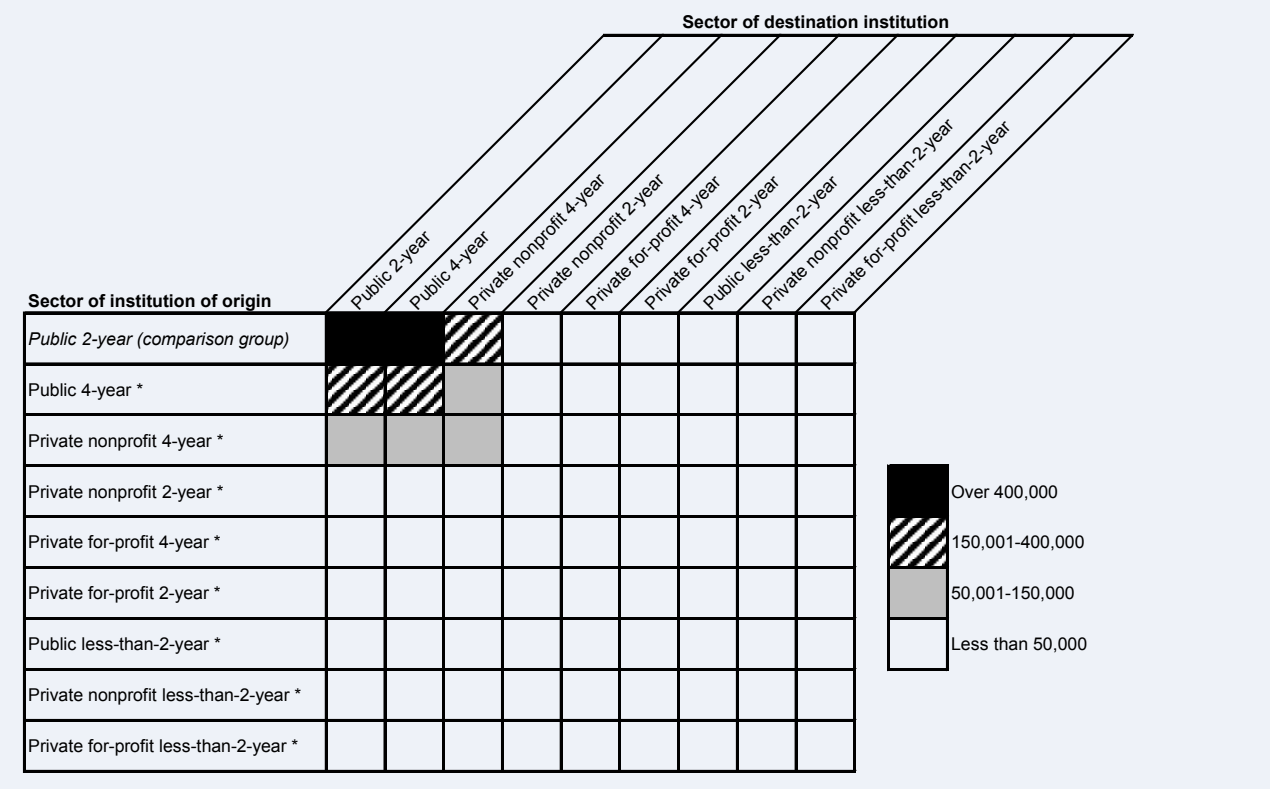 Sector of destination institution
Public 2-year
Public 4-year
Private nonprofit 4-year
Private nonprofit 2-year
Private for-profit 4-year
Private for-profit 2-year
Public less-than-2-year
Private nonprofit less-than-2-year
Private for-profit less-than-2-year
Sector of institution of origin
Public 2-year (comparison group)
Public 4-year *
Private nonprofit 4-year *
Private nonprofit 2-year *
Private for-profit 4-year *
Private for-profit 2-year *
Public less-than-2-year *
Private nonprofit less-than-2-year *
Private for-profit less-than-2-year *
Over 400,000
150,001-400,000
50,001-150,000
Less than 50,000